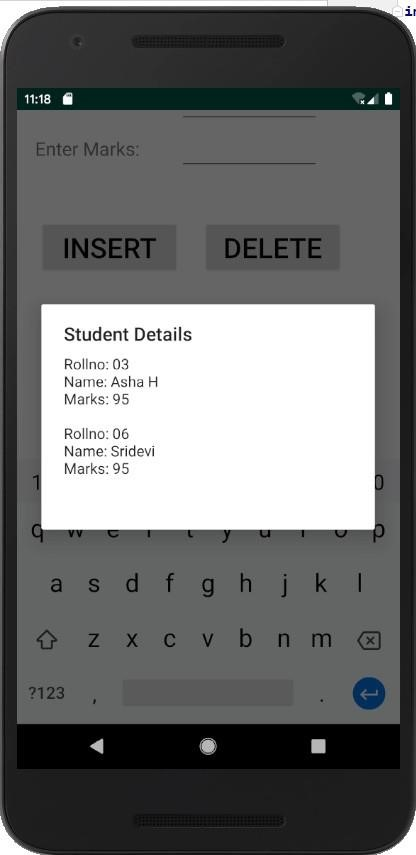 in
11:18
Enter Marks:
INSERT
DELETE
Student Details
Rollno: 03
Name: Asha H
Marks: 95
Rollno: 06
Name: Sridevi
Marks: 95
1 0
q w e r t y u i o p
a s d f g h j k l
z x c v b n m
?123 , .